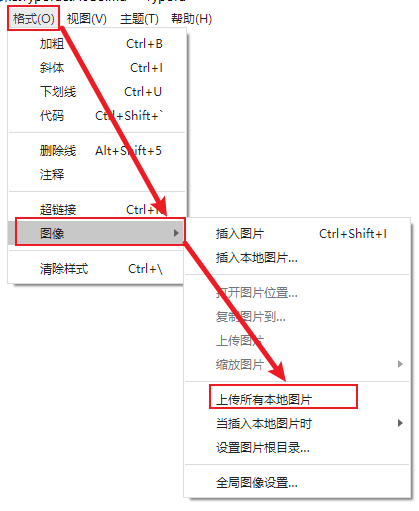 格式(O) 视图(V) 主题(T) 帮助(H)
加粗 Ctrl+B
斜体 Ctrl+I
下划线 Ctrl+U
代码 Ctrl+Shift+`
删除线 Alt+Shift+5
注释
超链接
图像
清除样式 Ctrl+\
插入图片 Ctrl+Shift+I
插入本地图片...
打开图片位置...
复制图片到...
上传图片
缩放图片
上传所有本地图片
当插入本地图片时
设置图片根目录...
全局图像设置...